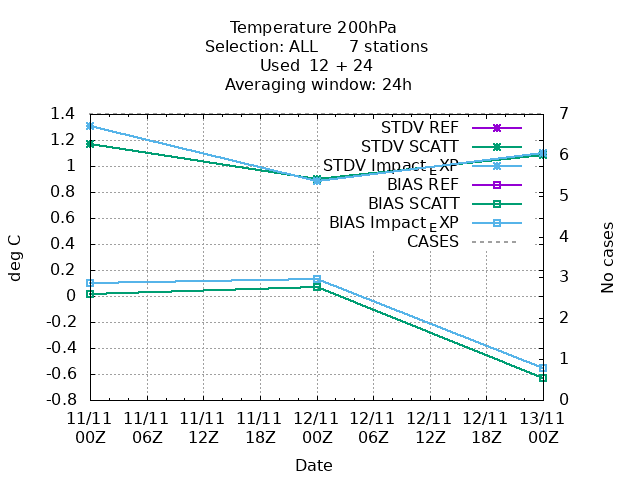 Temperature 200hPa
Selection: ALL 7 stations
Used 12 + 24
Averaging window: 24h
1.4
1.2
1
0.8
0.6
0.4
0.2
0
-0.2
-0.4
-0.6
-0.8
deg C
7
6
5
4
3
2
1
0
No cases
STDV REF
STDV SCATT
STDV Impact_EXP
BIAS REF
BIAS SCATT
BIAS Impact_EXP
CASES
11/11 11/11 11/11 11/11 12/11 12/11 12/11 12/11 13/11
00Z 06Z 12Z 18Z 00Z 06Z 12Z 18Z 00Z
Date